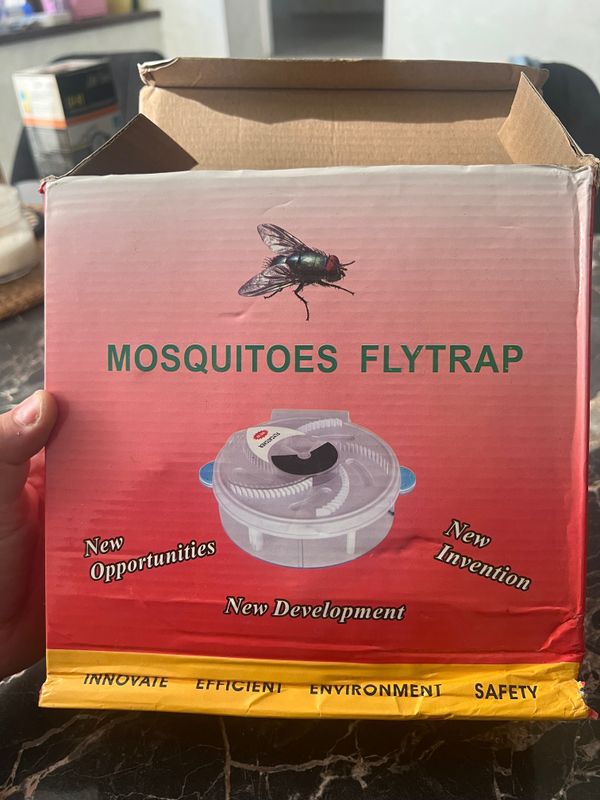 MOSQUITOES FLYTRAP
New
Opportunities
New
Invention
New Development
INNOVATE EFFICIENT ENVIRONMENT SAFETY